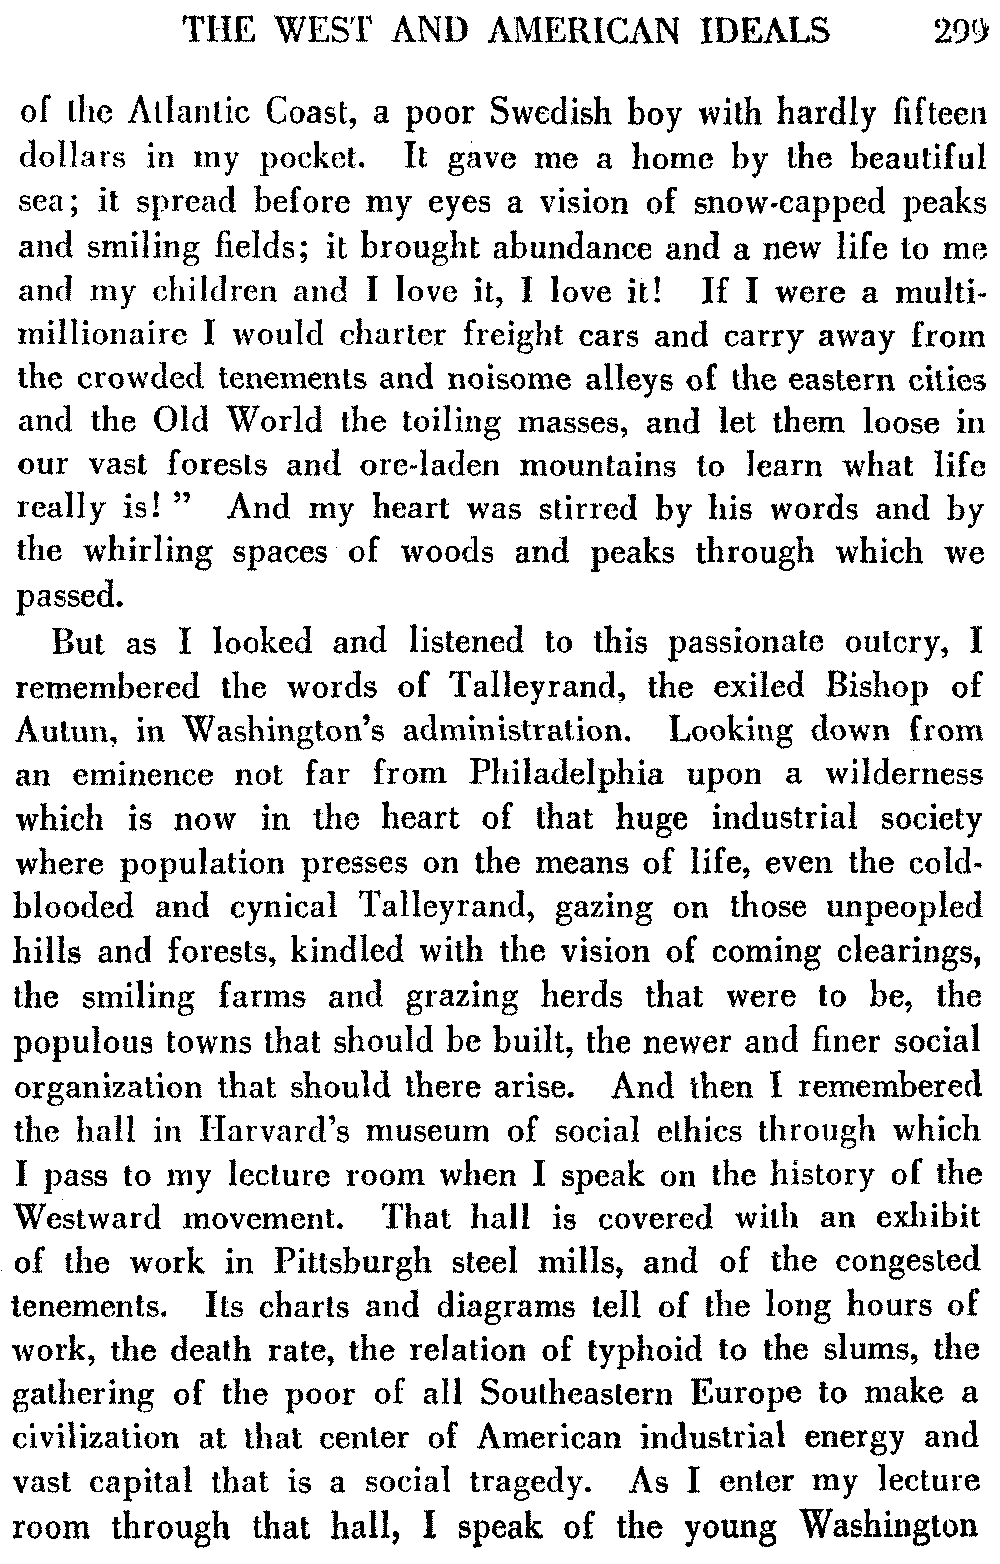 THE WEST AND AMERICAN IDEALS 299
of the Atlantic Coast, a poor Swedish boy with hardly fifteen
dollars in my pocket. It gave me a home by the beautiful
sea; it spread before my eyes a vision of snow-capped peaks
and smiling fields; it brought abundance and a new life to me
and my children and I love it, I love it! If I were a multi-
millionaire I would charter freight cars and carry away from
the crowded tenements and noisome alleys of the eastern cities
and the Old World the toiling masses, and let them loose in
our vast forests and ore-laden mountains to learn what life
really is! " And my heart was stirred by his words and by
the whirling spaces of woods and peaks through which we
passed.
But as I looked and listened to this passionate outcry, I
remembered the words of Talleyrand, the exiled Bishop of
Autun, in Washington's administration. Looking down from
an eminence not far from Philadelphia upon a wilderness
which is now in the heart of that huge industrial society
where population presses on the means of life, even the cold-
blooded and cynical Talleyrand, gazing on those unpeopled
hills and forests, kindled with the vision of coming clearings,
the smiling farms and grazing herds that were to be, the
populous towns that should be built, the newer and finer social
organization that should there arise. And then I remembered
the hall in Harvard's museum of social ethics through which
I pass to my lecture room when I speak on the history of the
Westward movement. That hall is covered with an exhibit
of the work in Pittsburgh steel mills, and of the congested
tenements. Its charts and diagrams tell of the long hours of
work, the death rate, the relation of typhoid to the slums, the
gathering of the poor of all Southeastern Europe to make a
civilization at that center of American industrial energy and
vast capital that is a social tragedy. As I enter my lecture
room through that hall, I speak of the young Washington